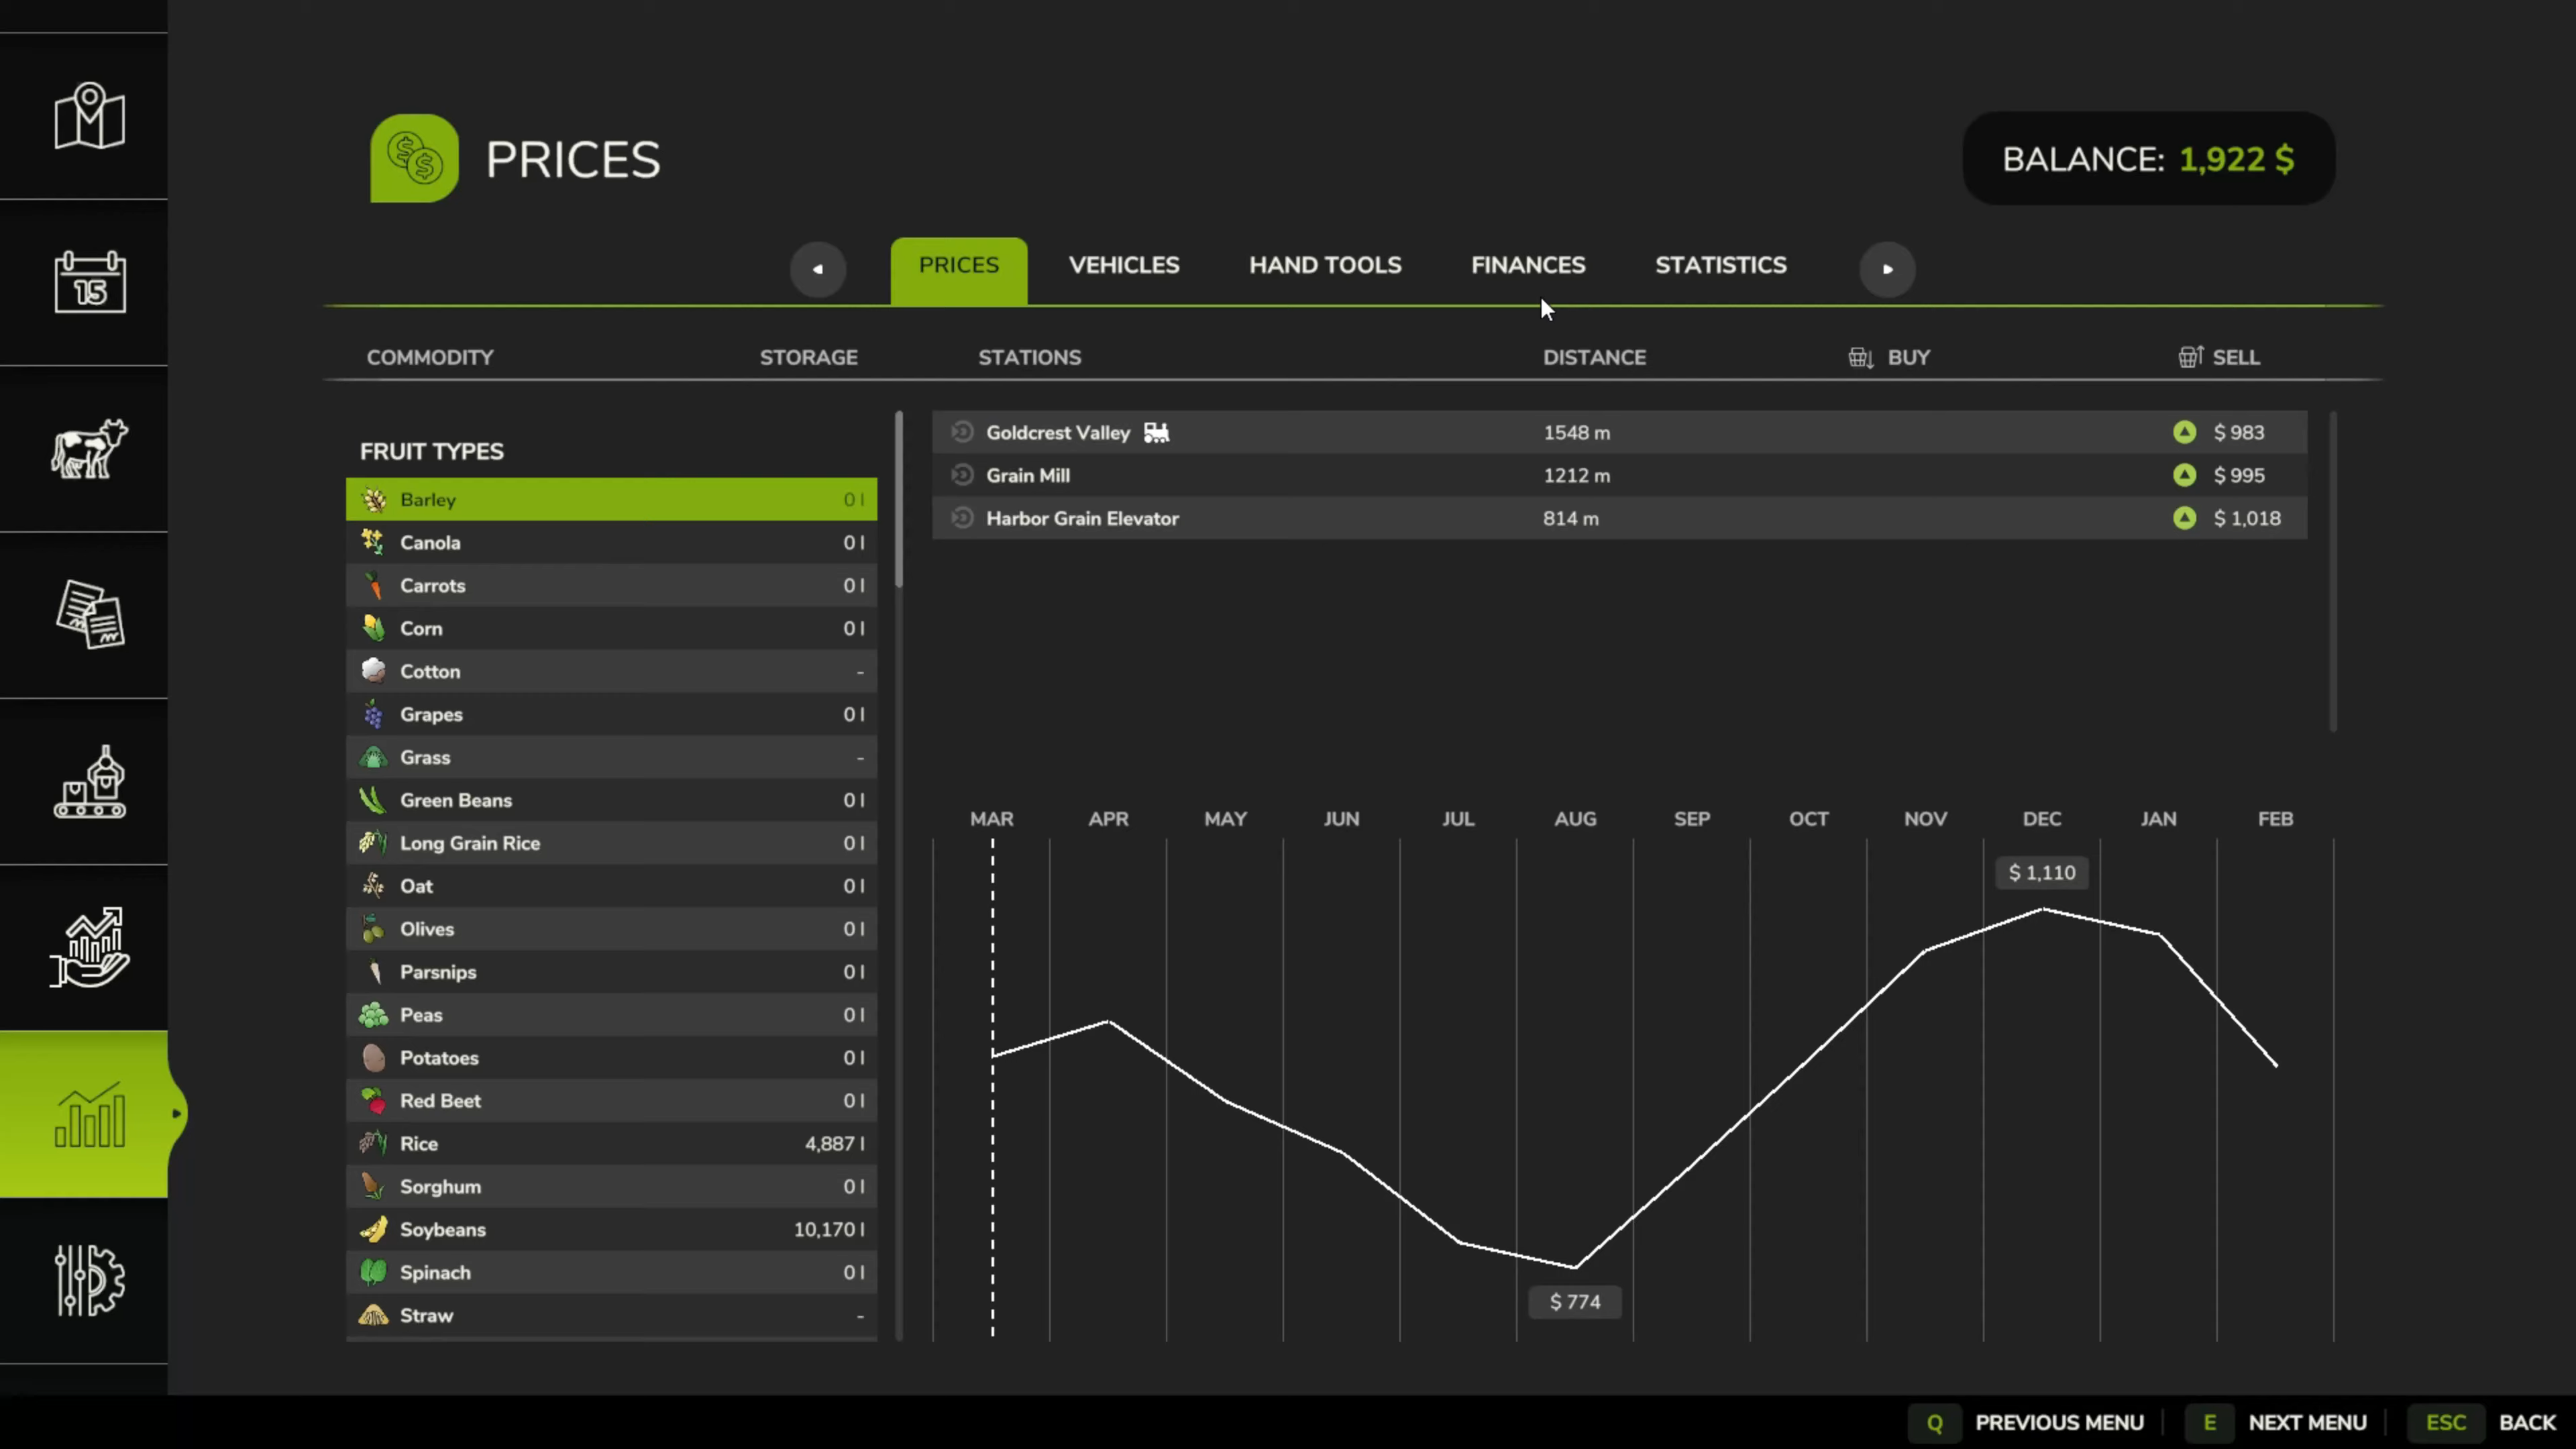 PRICES
BALANCE: 1,922 $
PRICES VEHICLES HAND TOOLS FINANCES STATISTICS
COMMODITY STORAGE STATIONS DISTANCE BUY SELL
15
FRUIT TYPES
Barley 0 l
Canola 0 l
Carrots 0 l
Corn 0 l
Cotton -
Grapes 0 l
Grass -
Green Beans 0 l
Long Grain Rice 0 l
Oat 0 l
Olives 0 l
Parsnips 0 l
Peas 0 l
Potatoes 0 l
Red Beet 0 l
Rice 4,887 l
Sorghum 0 l
Soybeans 10,170 l
Spinach 0 l
Straw -
Goldcrest Valley 1548 m $ 983
Grain Mill 1212 m $ 995
Harbor Grain Elevator 814 m $ 1,018
MAR APR MAY JUN JUL AUG SEP OCT NOV DEC JAN FEB
$ 1,110
$ 774
Q PREVIOUS MENU E NEXT MENU ESC BACK